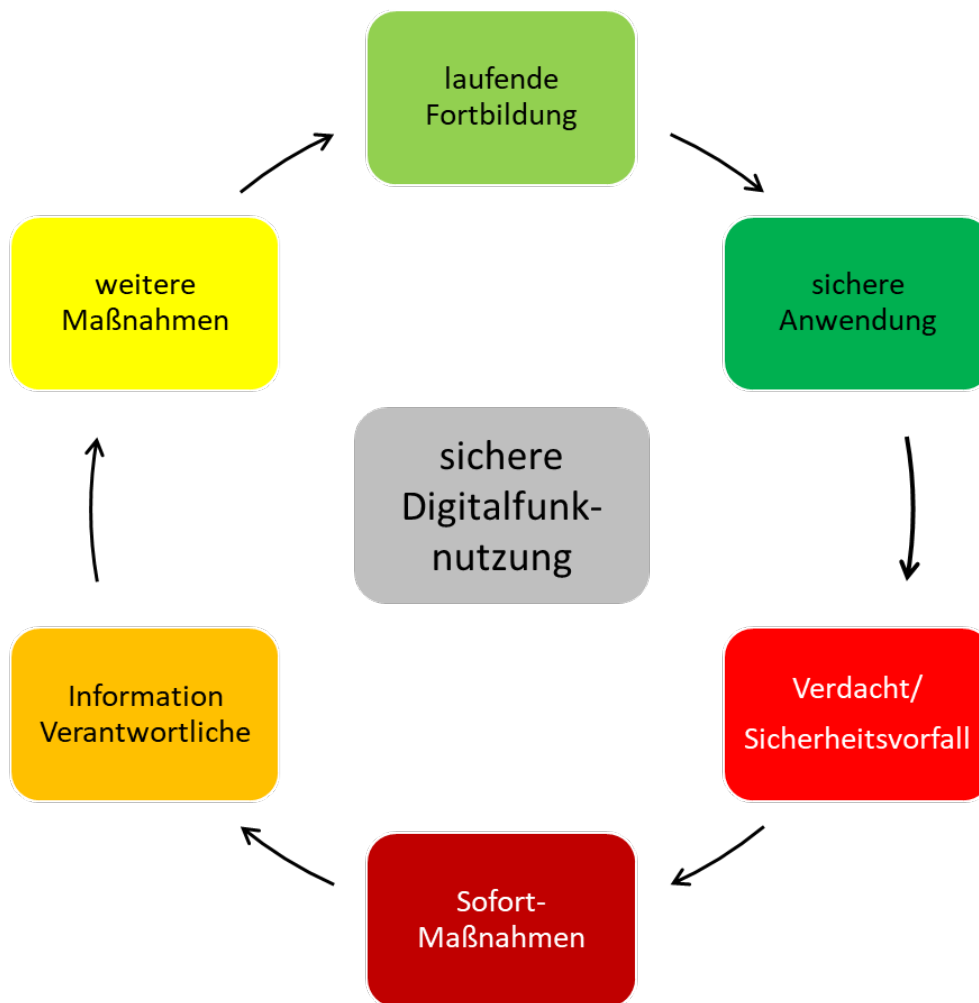 laufende
Fortbildung
sichere
Anwendung
Verdacht/
Sicherheitsvorfall
Sofort-
Maßnahmen
Information
Verantwortliche
weitere
Maßnahmen
sichere
Digitalfunk-
nutzung